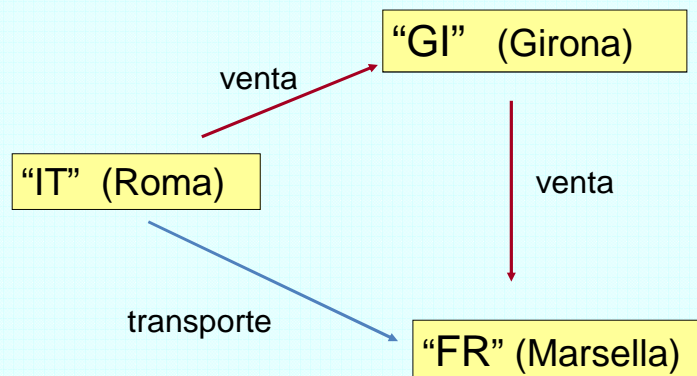 “GI” (Girona)
venta
“IT” (Roma)
venta
transporte
“FR” (Marsella)